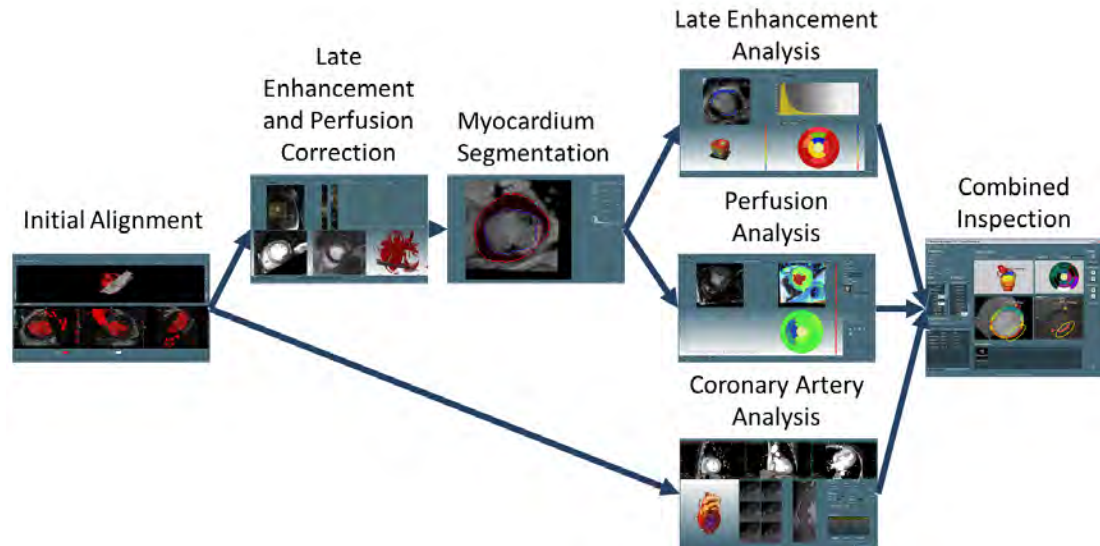 Initial Alignment
Late
Enhancement
and Perfusion
Correction
Myocardium
Segmentation
Late Enhancement
Analysis
Perfusion
Analysis
Coronary Artery
Analysis
Combined
Inspection